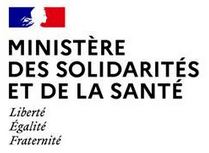 MINISTÈRE
DES SOLIDARITÉS
ET DE LA SANTÉ
Liberté
Égalité
Fraternité